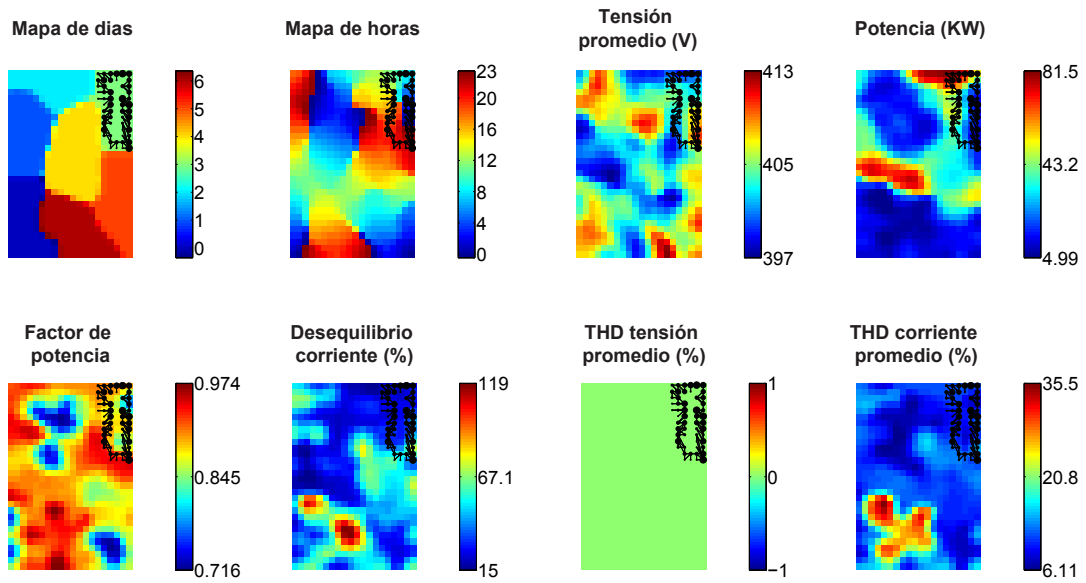 Mapa de dias
6
5
4
3
2
1
0
Mapa de horas
23
20
16
12
8
4
0
Tensión
promedio (V)
413
405
397
Potencia (KW)
81.5
43.2
4.99
Factor de
potencia
0.974
0.845
0.716
Desequilibrio
corriente (%)
119
67.1
15
THD tensión
promedio (%)
1
0
−1
THD corriente
promedio (%)
35.5
20.8
6.11